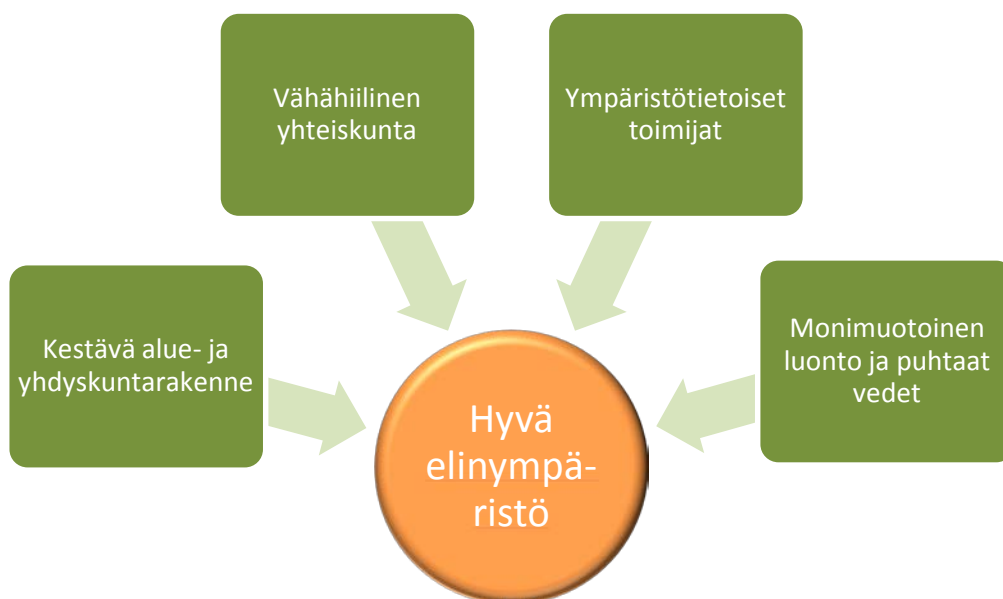 Vähähiilinen
yhteiskunta
Ympäristötietoiset
toimijat
Kestävä alue- ja
yhdyskuntarakenne
Monimuotoinen
luonto ja puhtaat
vedet
Hyvä
elinympä-
ristö